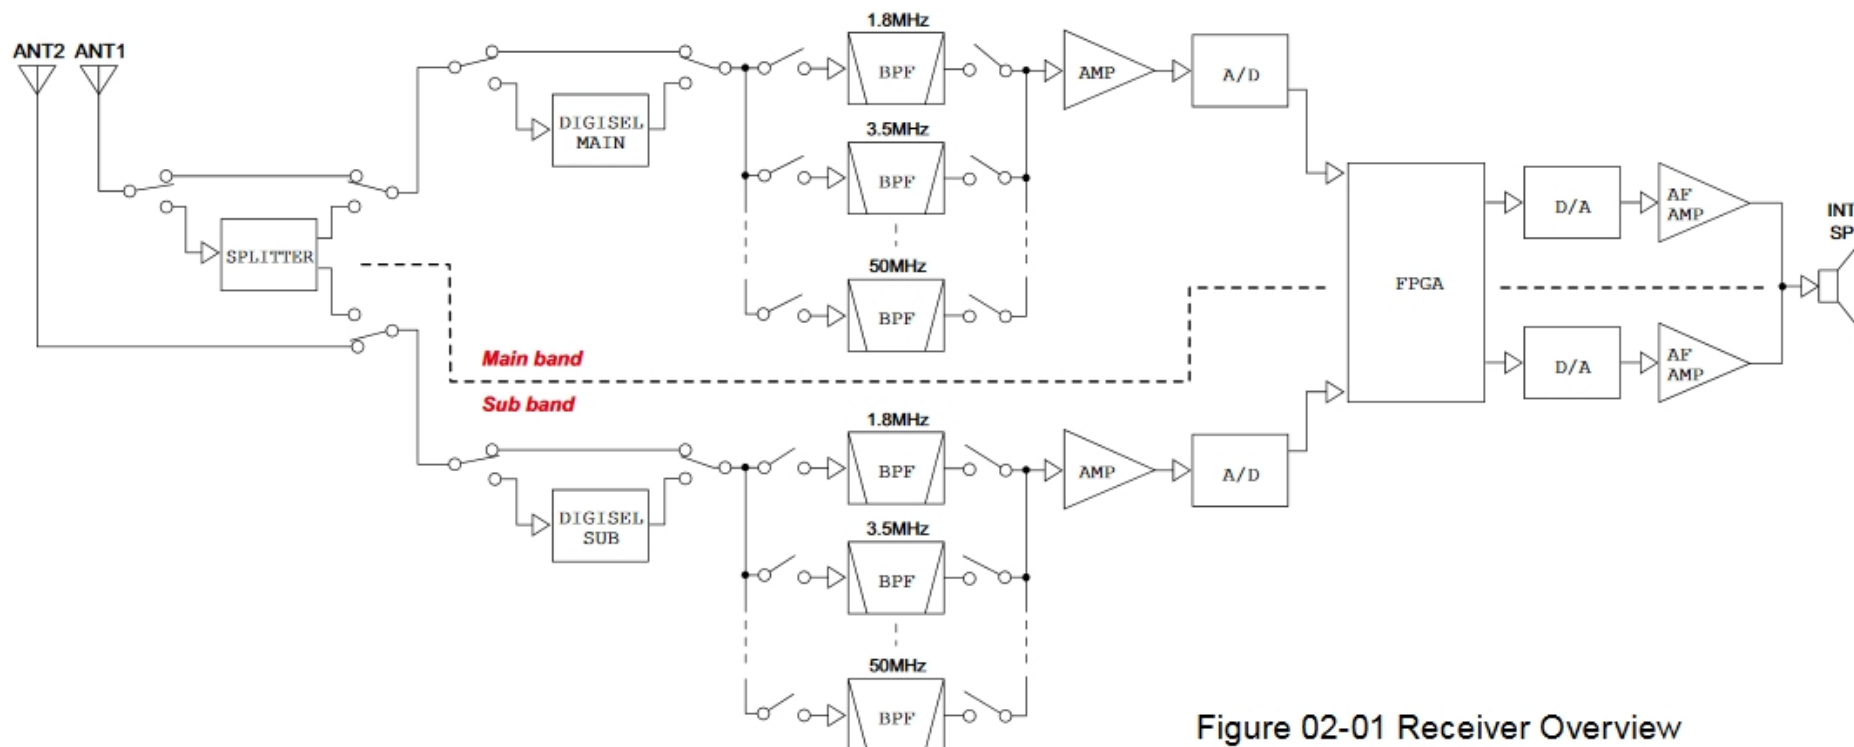 ANT2 ANT1
1.8MHz
BPF
AMP
A/D
DIGISEL
MAIN
3.5MHz
BPF
SPLITTER
50MHz
BPF
FPGA
D/A
AF
AMP
INT
SP
Main band
Sub band
D/A
AF
AMP
1.8MHz
BPF
AMP
A/D
DIGISEL
SUB
3.5MHz
BPF
50MHz
BPF
Figure 02-01 Receiver Overview